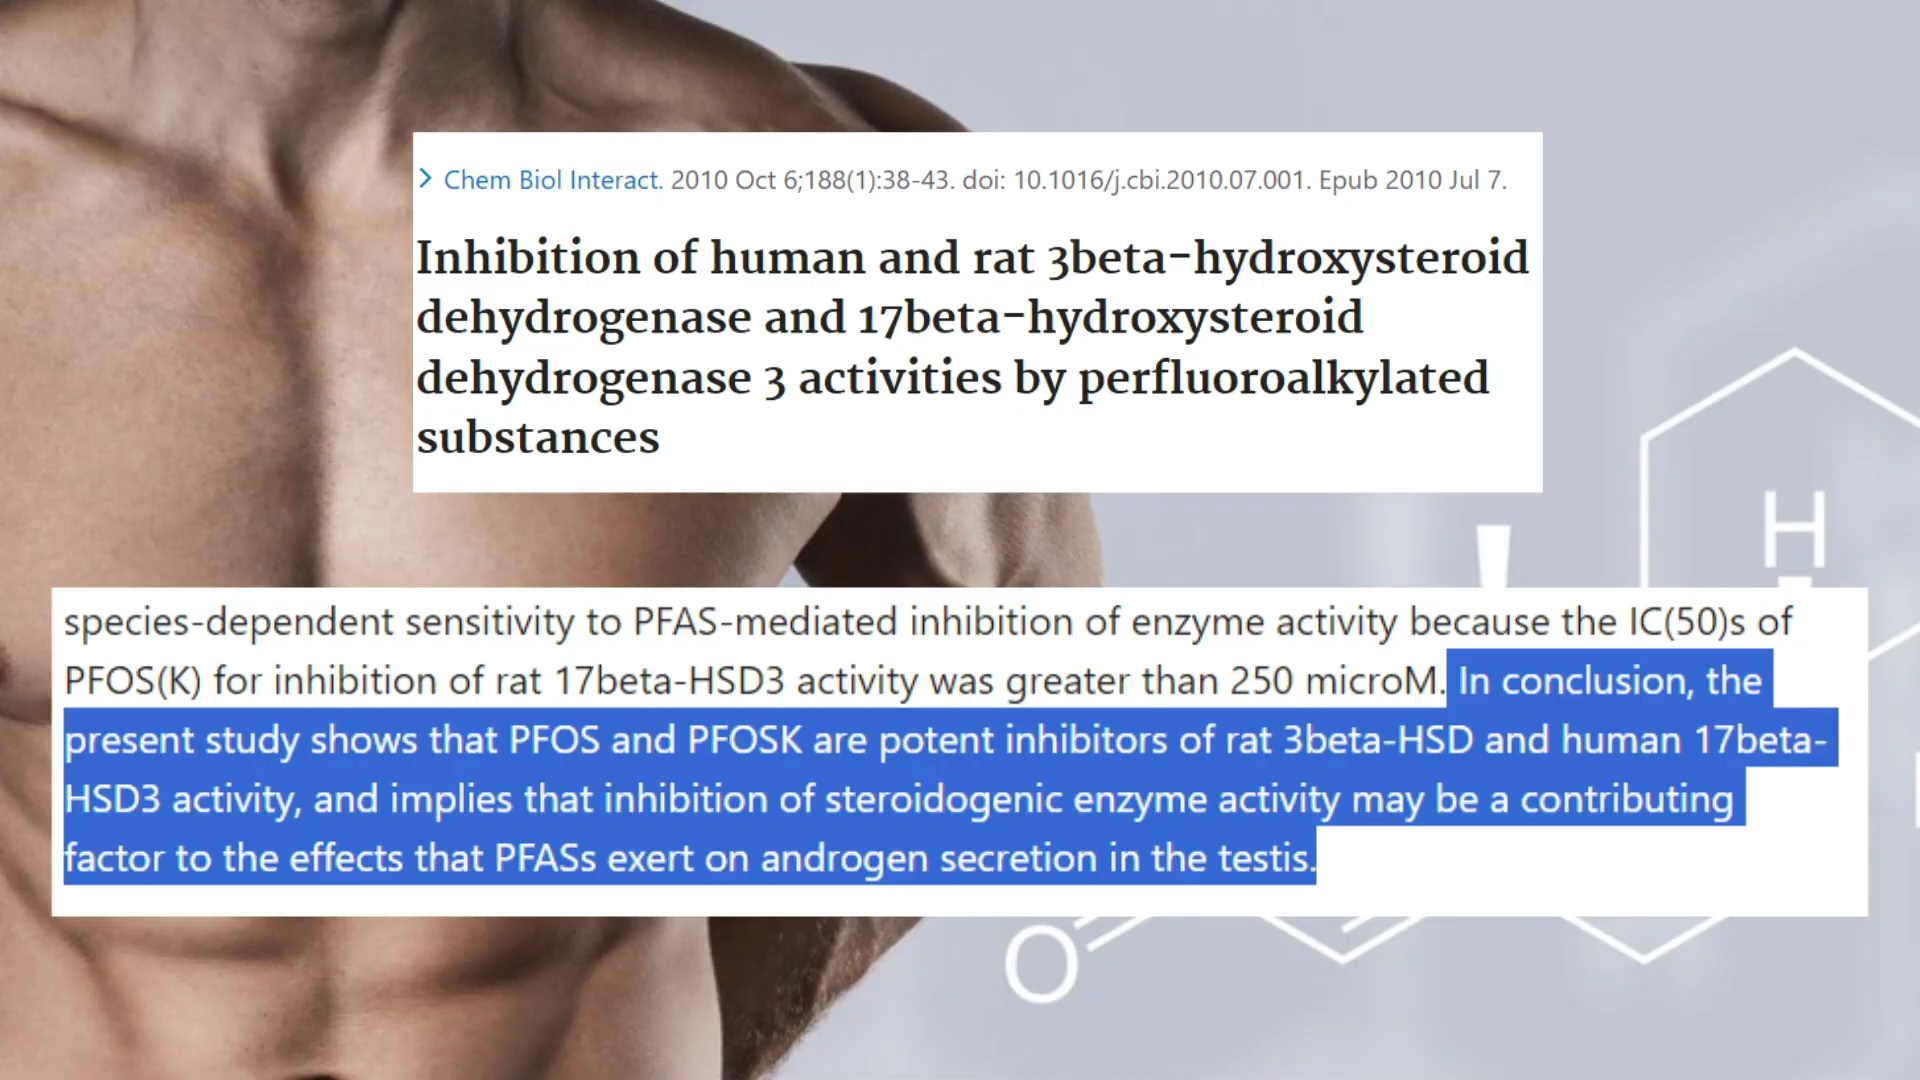 Chem Biol Interact. 2010 Oct 6;188(1):38-43. doi: 10.1016/j.cbi.2010.07.001. Epub 2010 Jul 7.
Inhibition of human and rat 3beta-hydroxysteroid
dehydrogenase and 17beta-hydroxysteroid
dehydrogenase 3 activities by perfluoroalkylated
substances
H
species-dependent sensitivity to PFAS-mediated inhibition of enzyme activity because the IC(50)s of
PFOS(K) for inhibition of rat 17beta-HSD3 activity was greater than 250 microM. In conclusion, the
present study shows that PFOS and PFOSK are potent inhibitors of rat 3beta-HSD and human 17beta-
HSD3 activity, and implies that inhibition of steroidogenic enzyme activity may be a contributing
factor to the effects that PFASs exert on androgen secretion in the testis.
O